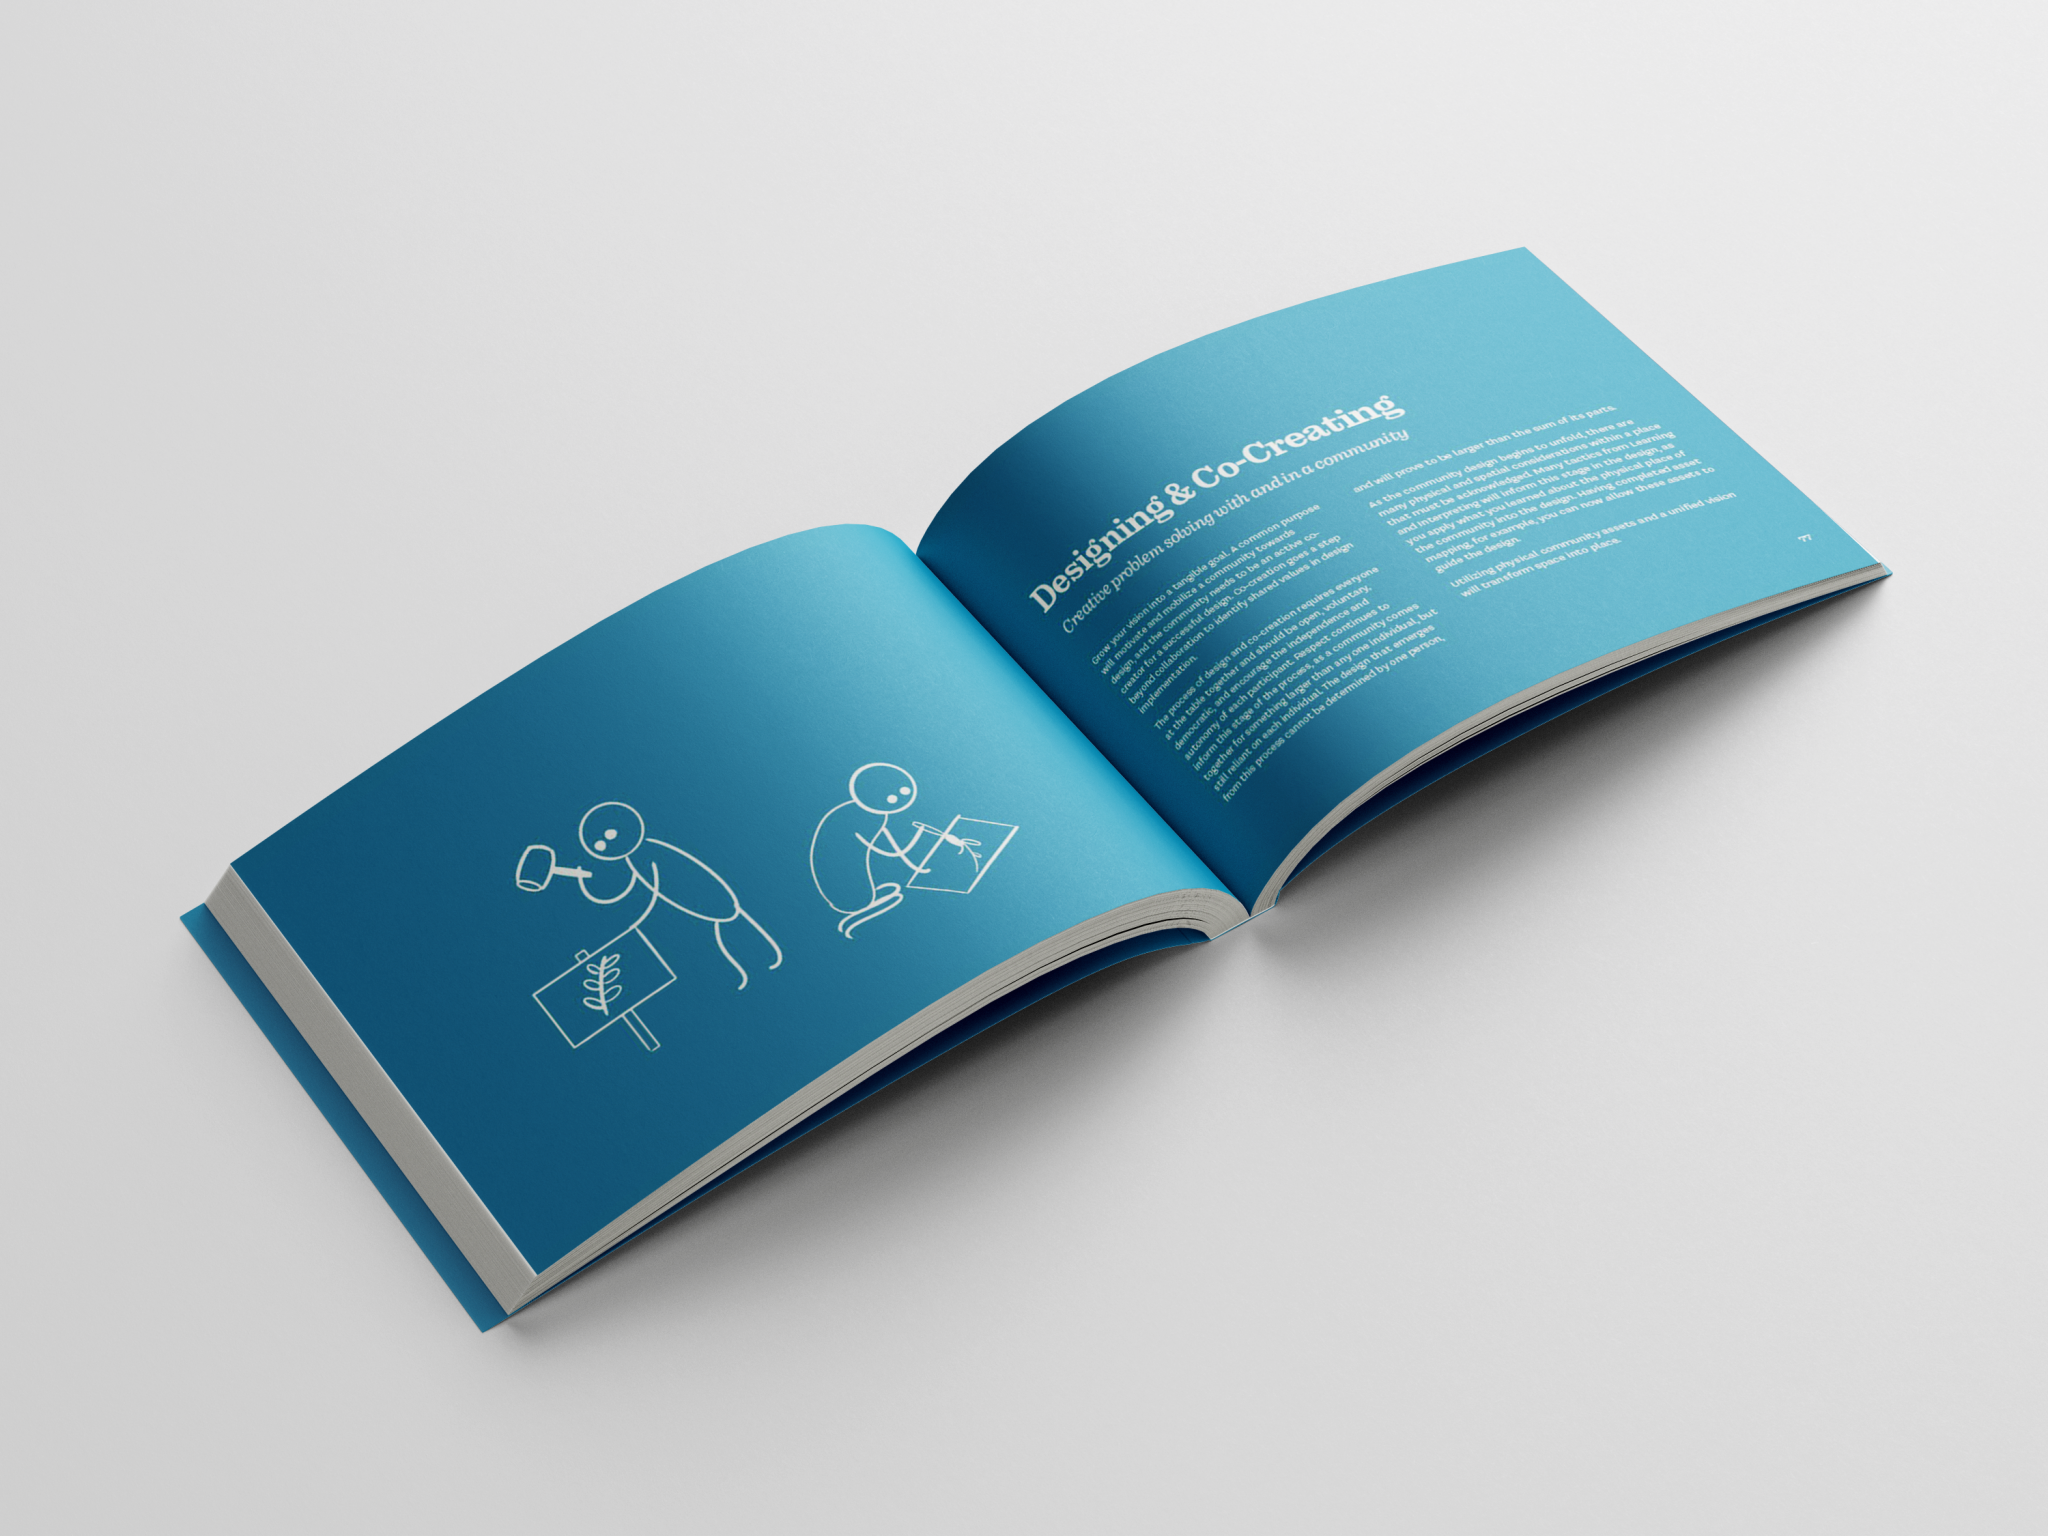 Designing & Co-Creating
Creative problem solving with and in a community
Grow your vision into a tangible goal. A common purpose
will motivate and mobilize a community towards
design, and the community needs to be an active co-
creator for a successful design. Co-creation goes a step
beyond collaboration to identify shared values in design
implementation.
The process of design and co-creation requires everyone
at the table together and should be open, voluntary,
democratic, and encourage the independence and
autonomy of each participant. Respect continues to
inform this stage of the process, as a community comes
together for something larger than any one individual, but
still reliant on each individual. The design that emerges
from this process cannot be determined by one person,
and will prove to be larger than the sum of its parts.
As the community design begins to unfold, there are
many physical and spatial considerations within a place
that must be acknowledged. Many tactics from Learning
and interpreting will inform this stage in the design, as
you apply what you learned about the physical place of
the community into the design. Having completed asset
mapping, for example, you can now allow these assets to
guide the design.
Utilizing physical community assets and a unified vision
will transform space into place.
77